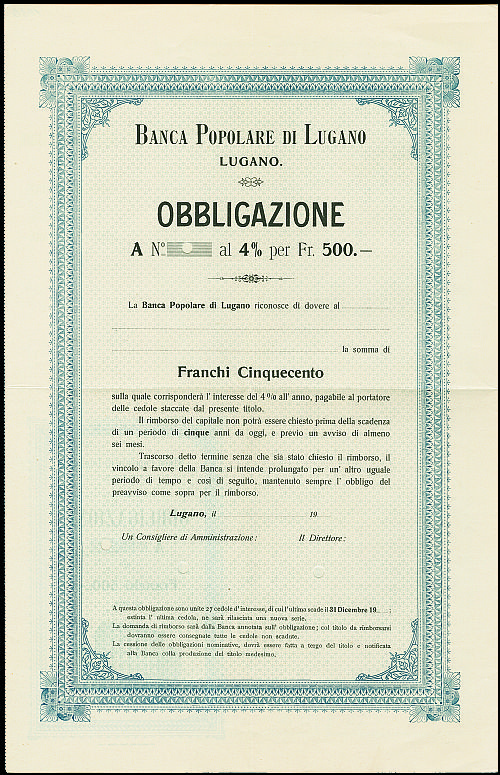 BANCA POPOLARE DI LUGANO
LUGANO.
OBBLIGAZIONE
A No al 4% per Fr. 500.—
La Banca Popolare di Lugano riconosce di dovere al
la somma di
Franchi Cinquecento
sulla quale corrisponderà l'interesse del 4% all'anno, pagabile al portatore
delle cedole staccate dal presente titolo.
Il rimborso del capitale non potrà essere chiesto prima della scadenza
di un periodo di cinque anni da oggi, e previo un avviso di almeno
sei mesi.
Trascorso detto termine senza che sia stato chiesto il rimborso, il
vincolo a favore della Banca si intende prolungato per un' altro uguale
periodo di tempo e così di seguito, mantenuto sempre l' obbligo del
preavviso come sopra per il rimborso.
Lugano, il 19
Un Consigliere di Amministrazione: Il Direttore:
A questa obbligazione sono unite 27 cedole d'interesse, di cui l'ultima scade il 31 Dicembre 19 ;
estinta l' ultima cedola, ne sarà rilasciata una nuova serie.
La domanda di rimborso sarà dalla Banca annotata sull' obbligazione; col titolo da rimborsarsi
dovranno essere consegnate tutte le cedole non scadute.
La cessione delle obbligazioni nominative, dovrà essere fatta a tergo del titolo e notificata
alla Banca colla produzione del titolo medesimo.